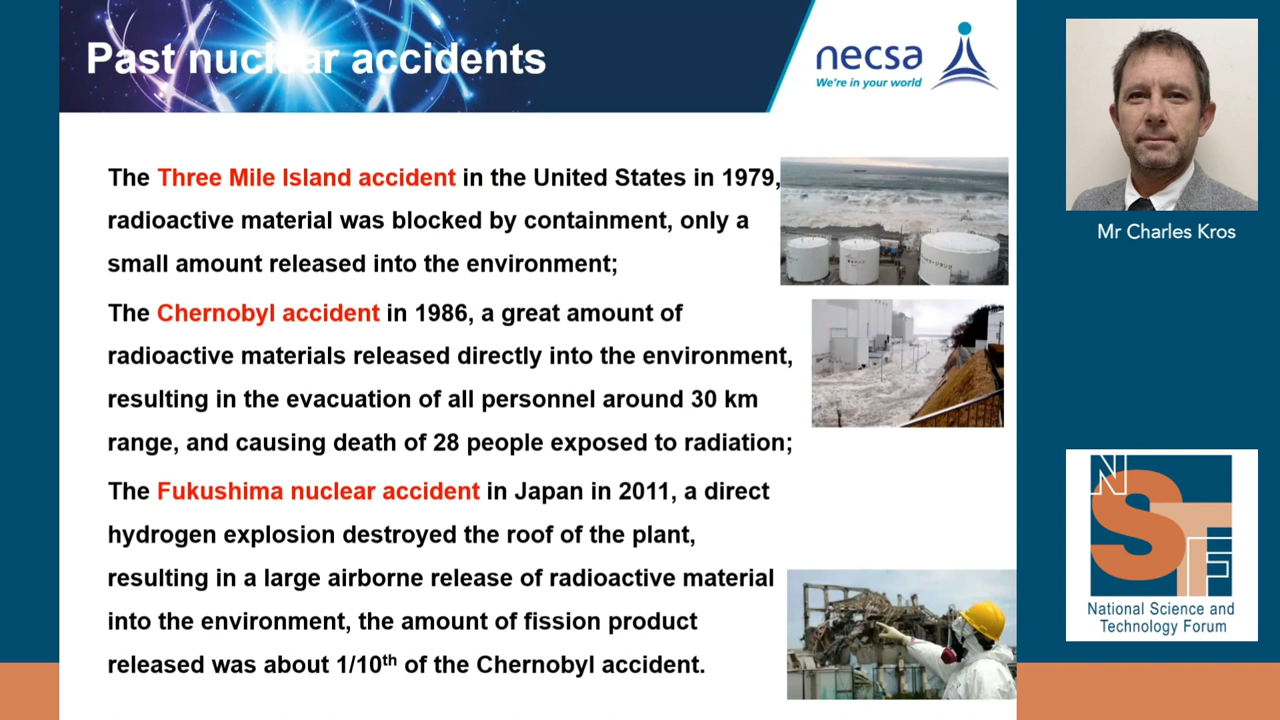 Past nuclear accidents
necsa
We're in your world
The Three Mile Island accident in the United States in 1979,
radioactive material was blocked by containment, only a
small amount released into the environment;
The Chernobyl accident in 1986, a great amount of
radioactive materials released directly into the environment,
resulting in the evacuation of all personnel around 30 km
range, and causing death of 28 people exposed to radiation;
The Fukushima nuclear accident in Japan in 2011, a direct
hydrogen explosion destroyed the roof of the plant,
resulting in a large airborne release of radioactive material
into the environment, the amount of fission product
released was about 1/10th of the Chernobyl accident.
Mr Charles Kros
NSTF
National Science and
Technology Forum